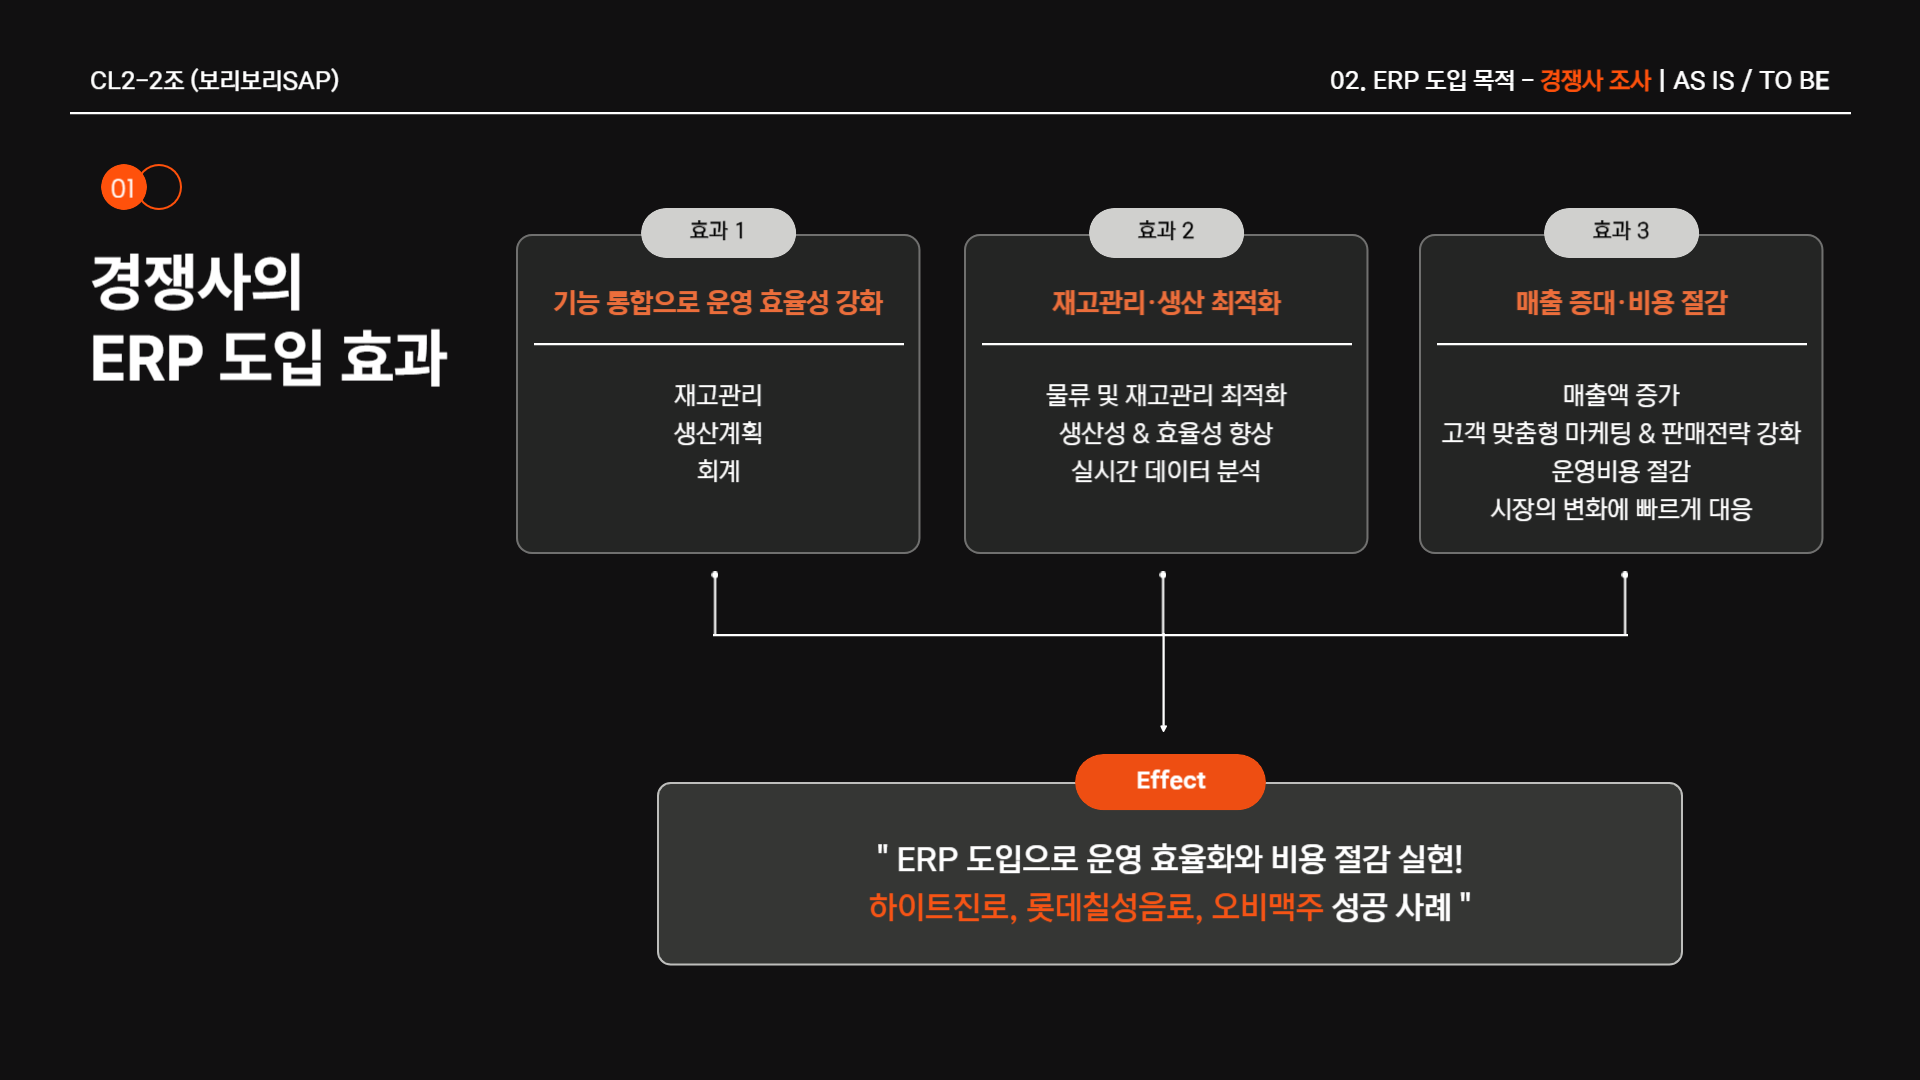 CL2-2조 (보리보리SAP)
02. ERP 도입 목적 - 경쟁사 조사 | AS IS / TO BE
01
경쟁사의
ERP 도입 효과
효과 1
기능 통합으로 운영 효율성 강화
재고관리
생산계획
회계
효과 2
재고관리·생산 최적화
물류 및 재고관리 최적화
생산성 & 효율성 향상
실시간 데이터 분석
효과 3
매출 증대·비용 절감
매출액 증가
고객 맞춤형 마케팅 & 판매전략 강화
운영비용 절감
시장의 변화에 빠르게 대응
Effect
" ERP 도입으로 운영 효율화와 비용 절감 실현!
하이트진로, 롯데칠성음료, 오비맥주 성공 사례 "